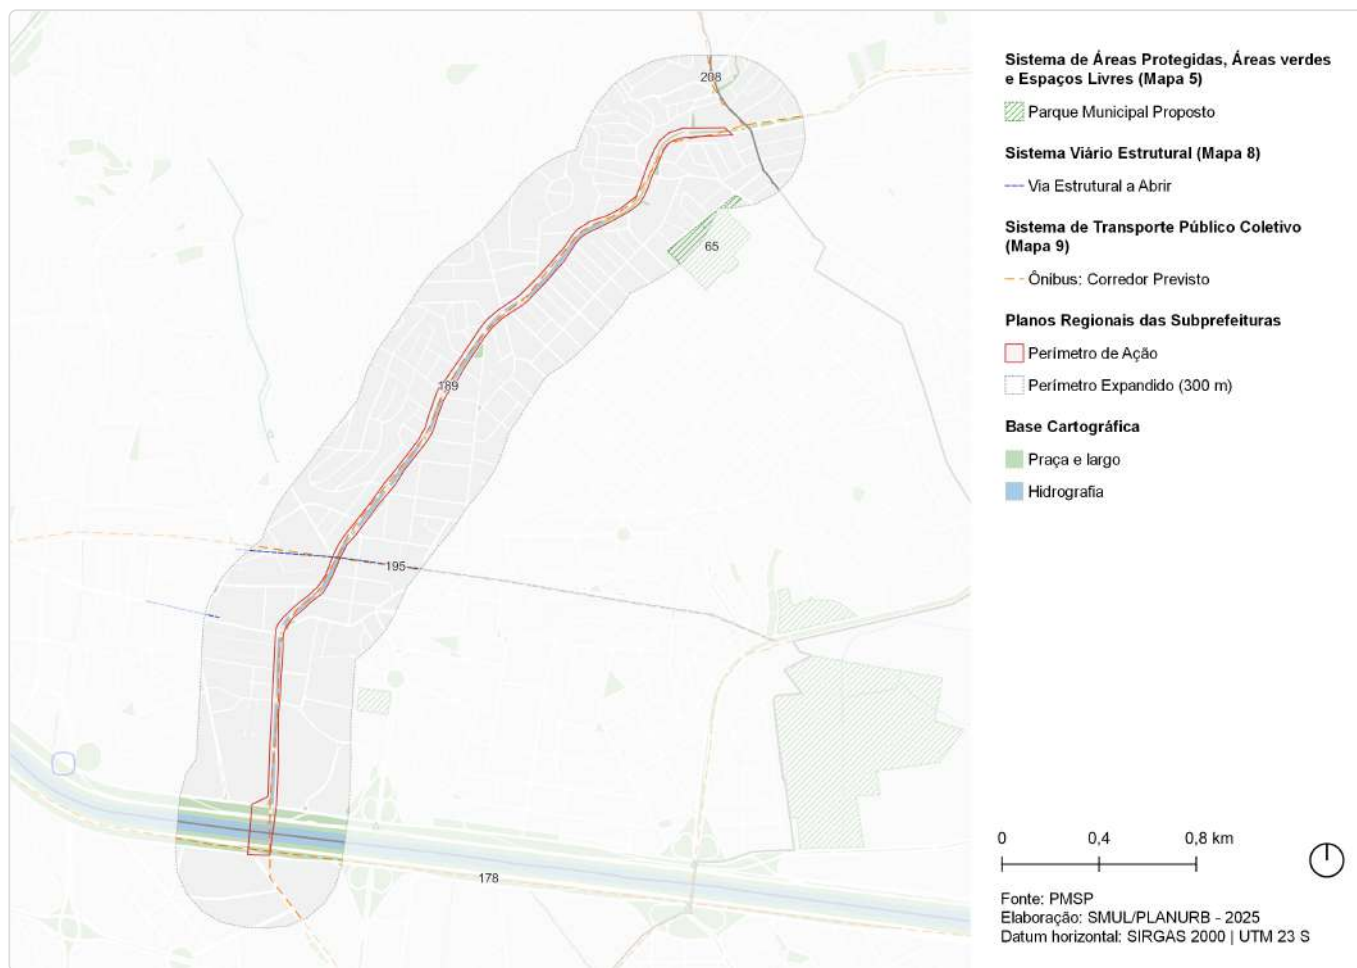 208
65
189
195
178
Sistema de Áreas Protegidas, Áreas verdes
e Espaços Livres (Mapa 5)
Parque Municipal Proposto
Sistema Viário Estrutural (Mapa 8)
Via Estrutural a Abrir
Sistema de Transporte Público Coletivo
(Mapa 9)
Ônibus: Corredor Previsto
Planos Regionais das Subprefeituras
Perímetro de Ação
Perímetro Expandido (300 m)
Base Cartográfica
Praça e largo
Hidrografia
0 0,4 0,8 km
Fonte: PMSP
Elaboração: SMUL/PLANURB - 2025
Datum horizontal: SIRGAS 2000 | UTM 23 S